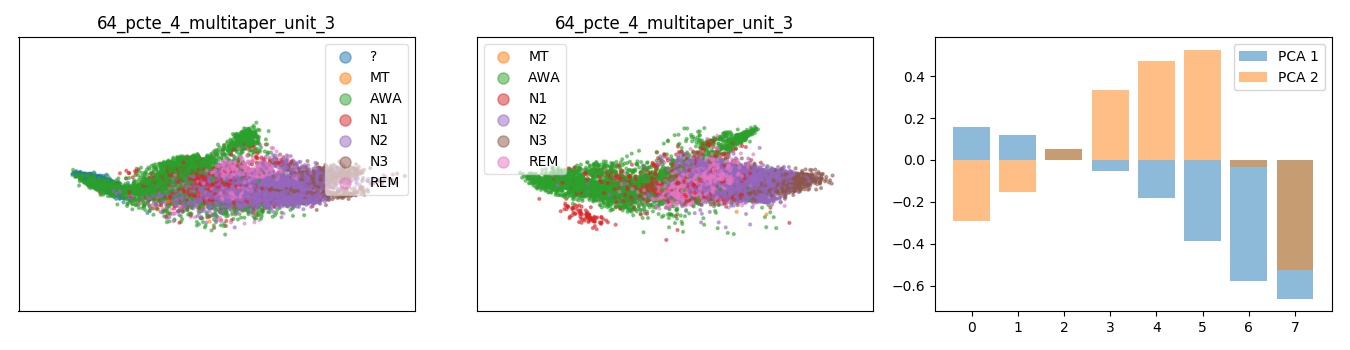 64_pcte_4_multitaper_unit_3
?
MT
AWA
N1
N2
N3
REM
64_pcte_4_multitaper_unit_3
MT
AWA
N1
N2
N3
REM
PCA 1
PCA 2
0.4
0.2
0.0
−0.2
−0.4
−0.6
0 1 2 3 4 5 6 7